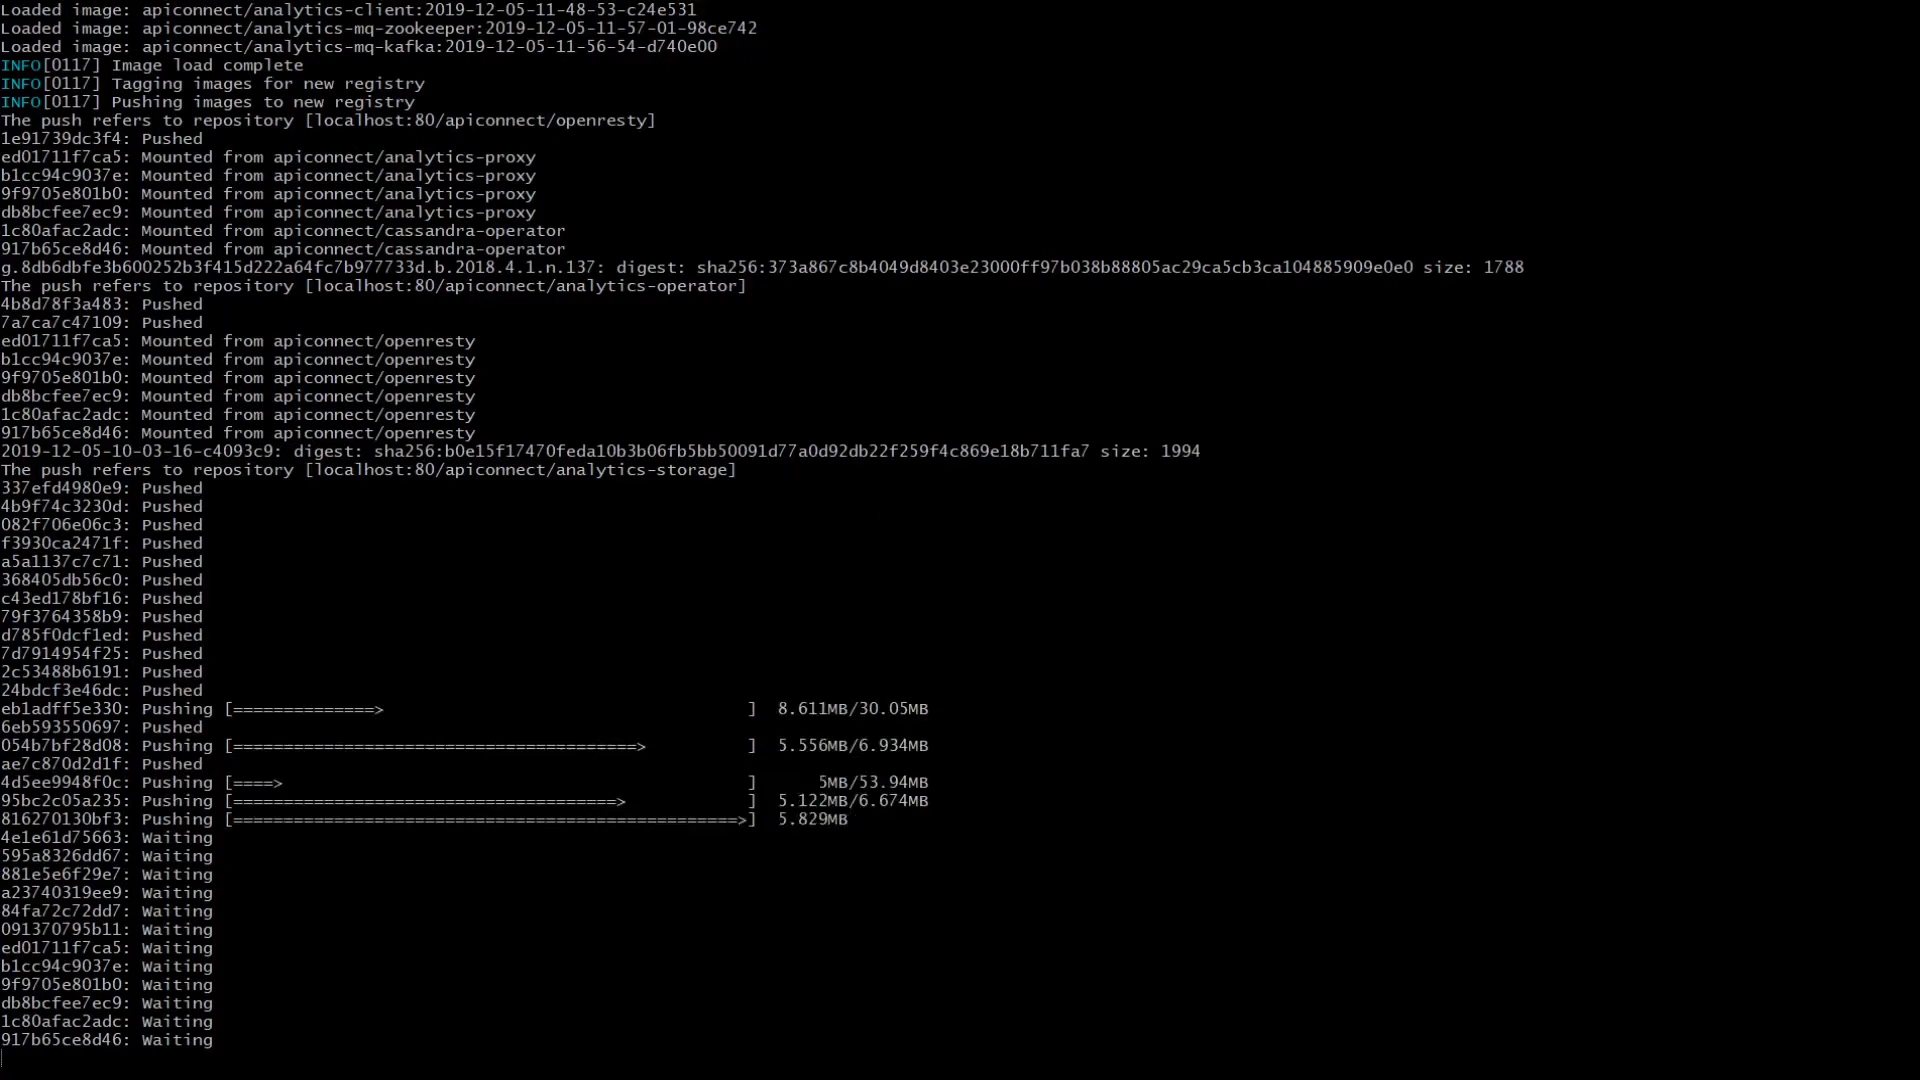 Loaded image: apiconnect/analytics-client:2019-12-05-11-48-53-c24e531
Loaded image: apiconnect/analytics-mq-zookeeper:2019-12-05-11-57-01-98ce742
Loaded image: apiconnect/analytics-mq-kafka:2019-12-05-11-56-54-d740e00
INFO[0117] Image load complete
INFO[0117] Tagging images for new registry
INFO[0117] Pushing images to new registry
The push refers to repository [localhost:80/apiconnect/openresty]
1e91739dc3f4: Pushed
ed01711f7ca5: Mounted from apiconnect/analytics-proxy
b1cc94c9037e: Mounted from apiconnect/analytics-proxy
9f9705e801b0: Mounted from apiconnect/analytics-proxy
db8bcfee7ec9: Mounted from apiconnect/analytics-proxy
1c80afac2adc: Mounted from apiconnect/cassandra-operator
917b65ce8d46: Mounted from apiconnect/cassandra-operator
g.8db6dbfe3b600252b3f415d222a64fc7b977733d.b.2018.4.1.n.137: digest: sha256:373a867c8b4049d8403e23000ff97b038b88805ac29ca5cb3ca104885909e0e0 size: 1788
The push refers to repository [localhost:80/apiconnect/analytics-operator]
4b8d78f3a483: Pushed
7a7ca7c47109: Pushed
ed01711f7ca5: Mounted from apiconnect/openresty
b1cc94c9037e: Mounted from apiconnect/openresty
9f9705e801b0: Mounted from apiconnect/openresty
db8bcfee7ec9: Mounted from apiconnect/openresty
1c80afac2adc: Mounted from apiconnect/openresty
917b65ce8d46: Mounted from apiconnect/openresty
2019-12-05-10-03-16-c4093c9: digest: sha256:b0e15f17470feda10b3b06fb5bb50091d77a0d92db22f259f4c869e18b711fa7 size: 1994
The push refers to repository [localhost:80/apiconnect/analytics-storage]
337efd4980e9: Pushed
4b9f74c3230d: Pushed
082f706e06c3: Pushed
f3930ca2471f: Pushed
a5a1137c7c71: Pushed
368405db56c0: Pushed
c43ed178bf16: Pushed
79f3764358b9: Pushed
d785f0dcf1ed: Pushed
7d7914954f25: Pushed
2c53488b6191: Pushed
24bdcf3e46dc: Pushed
eb1adff5e330: Pushing [==============>                                    ]  8.611MB/30.05MB
6eb593550697: Pushed
054b7bf28d08: Pushing [========================================>          ]  5.556MB/6.934MB
ae7c870d2d1f: Pushed
4d5ee9948f0c: Pushing [====>                                              ]      5MB/53.94MB
95bc2c05a235: Pushing [======================================>            ]  5.122MB/6.674MB
816270130bf3: Pushing [==================================================>]  5.829MB
4e1e61d75663: Waiting
595a8326dd67: Waiting
881e5e6f29e7: Waiting
a23740319ee9: Waiting
84fa72c72dd7: Waiting
091370795b11: Waiting
ed01711f7ca5: Waiting
b1cc94c9037e: Waiting
9f9705e801b0: Waiting
db8bcfee7ec9: Waiting
1c80afac2adc: Waiting
917b65ce8d46: Waiting